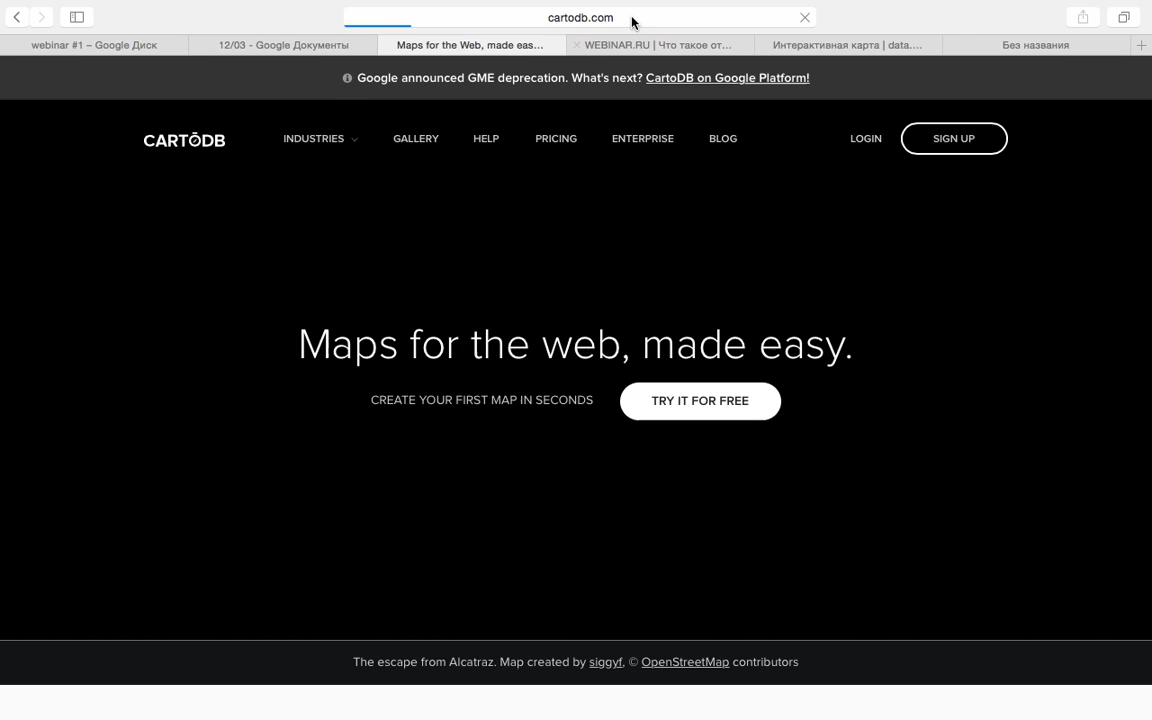 cartodb.com
webinar #1 – Google Диск
12/03 - Google Документы
Maps for the Web, made eas...
WEBINAR.RU | Что такое от...
Интерактивная карта | data....
Без названия
Google announced GME deprecation. What's next? CartoDB on Google Platform!
CARTODB
INDUSTRIES
GALLERY
HELP
PRICING
ENTERPRISE
BLOG
LOGIN
SIGN UP
Maps for the web, made easy.
CREATE YOUR FIRST MAP IN SECONDS
TRY IT FOR FREE
The escape from Alcatraz. Map created by siggyf, © OpenStreetMap contributors